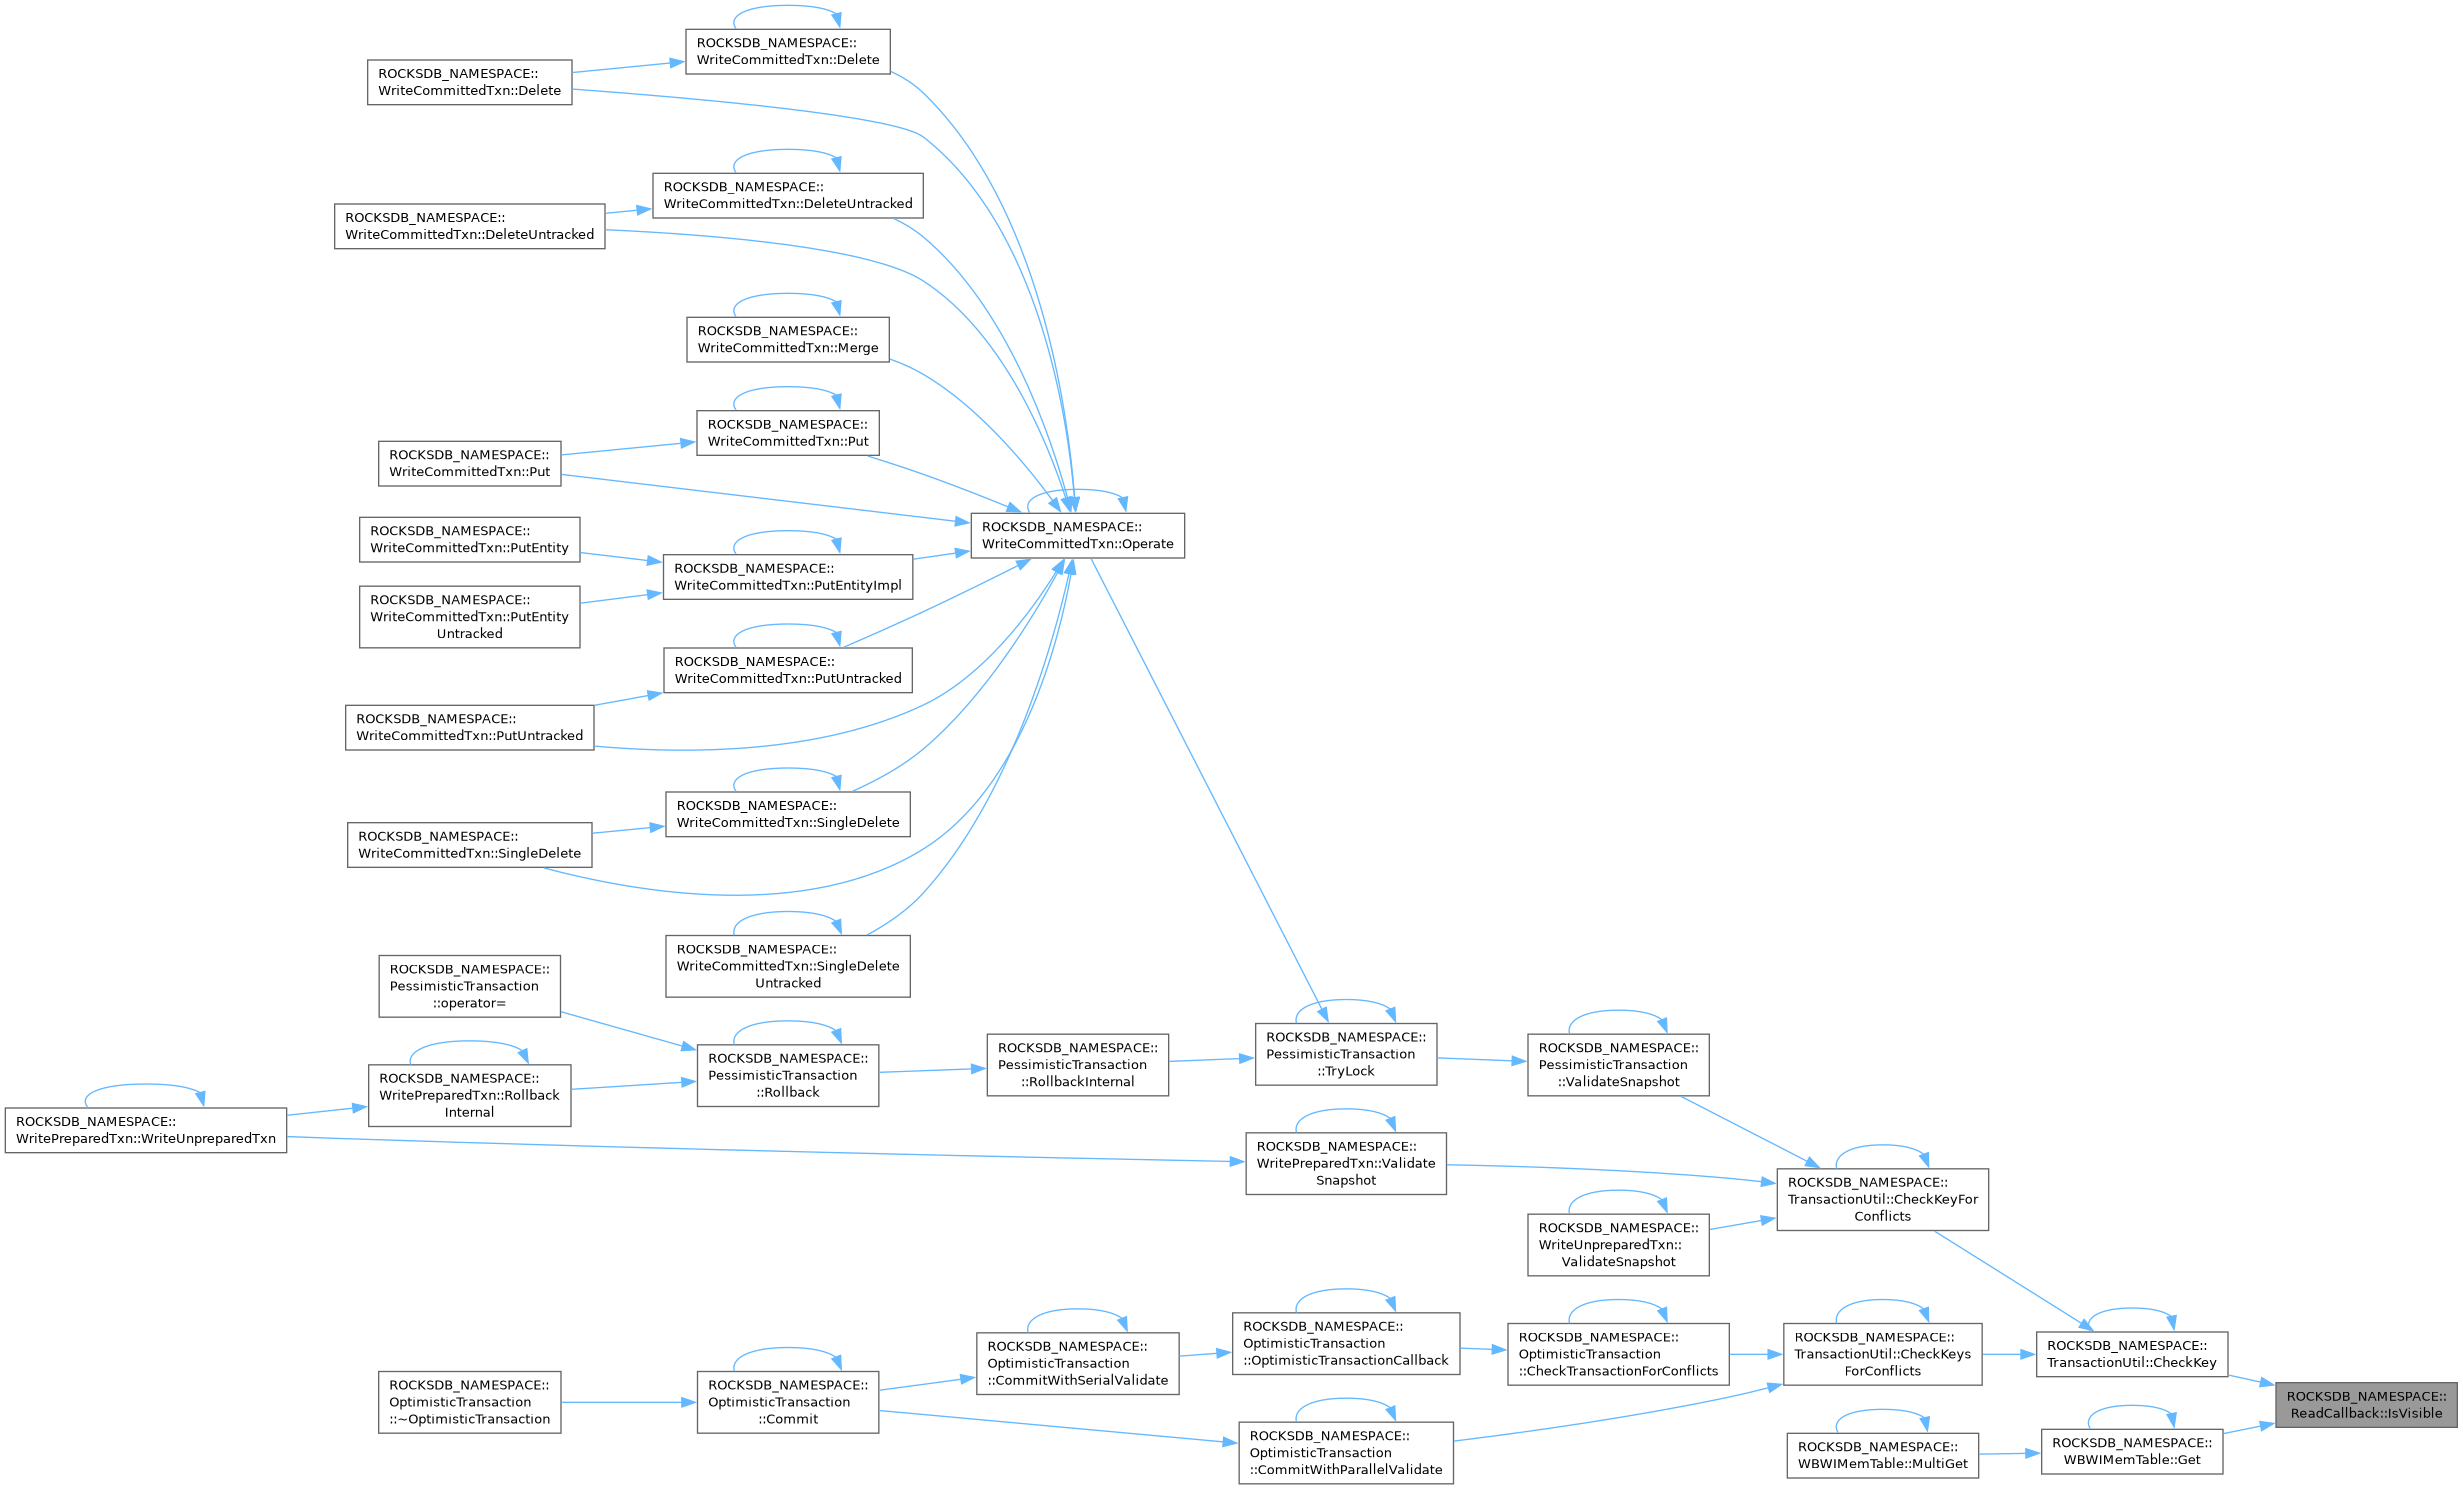 ROCKSDB_NAMESPACE::
WriteCommittedTxn::Delete
ROCKSDB_NAMESPACE::
WriteCommittedTxn::Delete
ROCKSDB_NAMESPACE::
WriteCommittedTxn::DeleteUntracked
ROCKSDB_NAMESPACE::
WriteCommittedTxn::DeleteUntracked
ROCKSDB_NAMESPACE::
WriteCommittedTxn::Merge
ROCKSDB_NAMESPACE::
WriteCommittedTxn::Put
ROCKSDB_NAMESPACE::
WriteCommittedTxn::Put
ROCKSDB_NAMESPACE::
WriteCommittedTxn::PutEntity
ROCKSDB_NAMESPACE::
WriteCommittedTxn::Operate
ROCKSDB_NAMESPACE::
WriteCommittedTxn::PutEntityImpl
ROCKSDB_NAMESPACE::
WriteCommittedTxn::PutEntity
Untracked
ROCKSDB_NAMESPACE::
WriteCommittedTxn::PutUntracked
ROCKSDB_NAMESPACE::
WriteCommittedTxn::PutUntracked
ROCKSDB_NAMESPACE::
WriteCommittedTxn::SingleDelete
ROCKSDB_NAMESPACE::
WriteCommittedTxn::SingleDelete
ROCKSDB_NAMESPACE::
WriteCommittedTxn::SingleDelete
Untracked
ROCKSDB_NAMESPACE::
PessimisticTransaction
::operator=
ROCKSDB_NAMESPACE::
WritePreparedTxn::Rollback
Internal
ROCKSDB_NAMESPACE::
WritePreparedTxn::WriteUnpreparedTxn
ROCKSDB_NAMESPACE::
PessimisticTransaction
::Rollback
ROCKSDB_NAMESPACE::
PessimisticTransaction
::RollbackInternal
ROCKSDB_NAMESPACE::
PessimisticTransaction
::TryLock
ROCKSDB_NAMESPACE::
PessimisticTransaction
::ValidateSnapshot
ROCKSDB_NAMESPACE::
WritePreparedTxn::Validate
Snapshot
ROCKSDB_NAMESPACE::
WriteUnpreparedTxn::
ValidateSnapshot
ROCKSDB_NAMESPACE::
TransactionUtil::CheckKeyFor
Conflicts
ROCKSDB_NAMESPACE::
OptimisticTransaction
::~OptimisticTransaction
ROCKSDB_NAMESPACE::
OptimisticTransaction
::Commit
ROCKSDB_NAMESPACE::
OptimisticTransaction
::CommitWithSerialValidate
ROCKSDB_NAMESPACE::
OptimisticTransaction
::OptimisticTransactionCallback
ROCKSDB_NAMESPACE::
OptimisticTransaction
::CheckTransactionForConflicts
ROCKSDB_NAMESPACE::
TransactionUtil::CheckKeys
ForConflicts
ROCKSDB_NAMESPACE::
TransactionUtil::CheckKey
ROCKSDB_NAMESPACE::
ReadCallback::IsVisible
ROCKSDB_NAMESPACE::
OptimisticTransaction
::CommitWithParallelValidate
ROCKSDB_NAMESPACE::
WBWIMemTable::MultiGet
ROCKSDB_NAMESPACE::
WBWIMemTable::Get